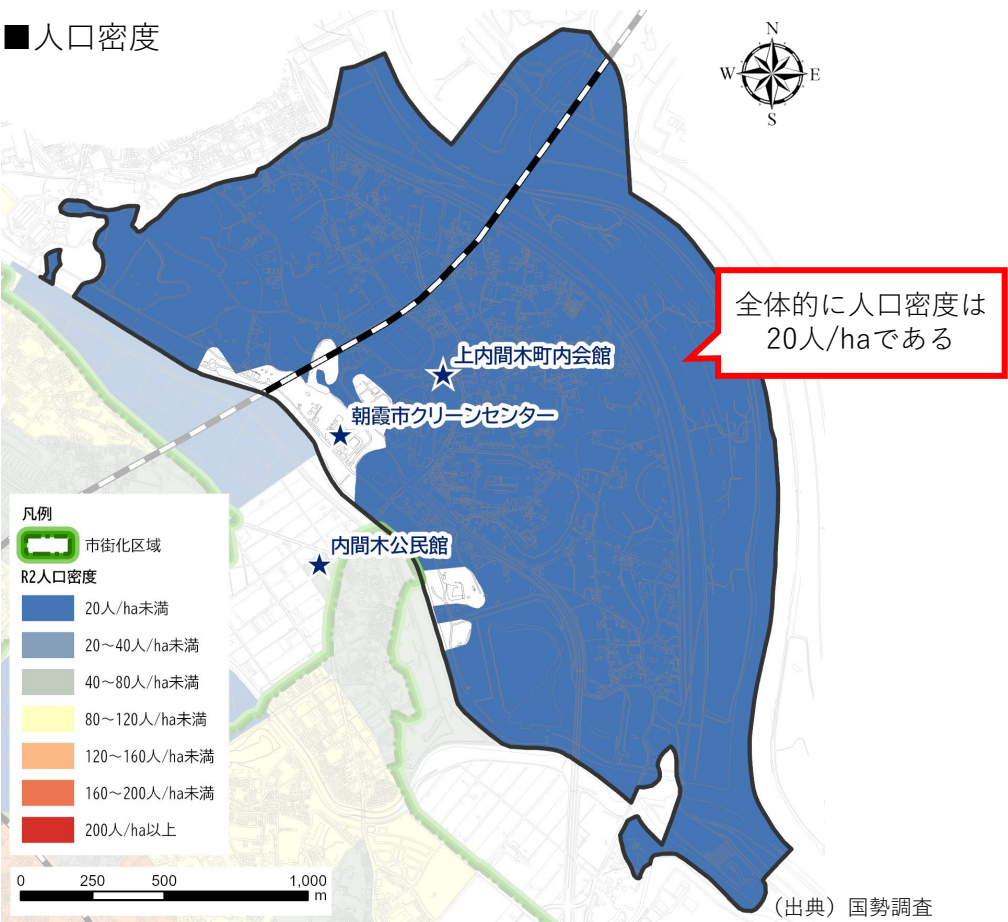 ■人口密度
N
W
E
S
全体的に人口密度は
20人/haである
上内間木町内会館
朝霞市クリーンセンター
内間木公民館
凡例
市街化区域
R2人口密度
20人/ha未満
20～40人/ha未満
40～80人/ha未満
80～120人/ha未満
120～160人/ha未満
160～200人/ha未満
200人/ha以上
0 250 500 1,000
m
（出典）国勢調査